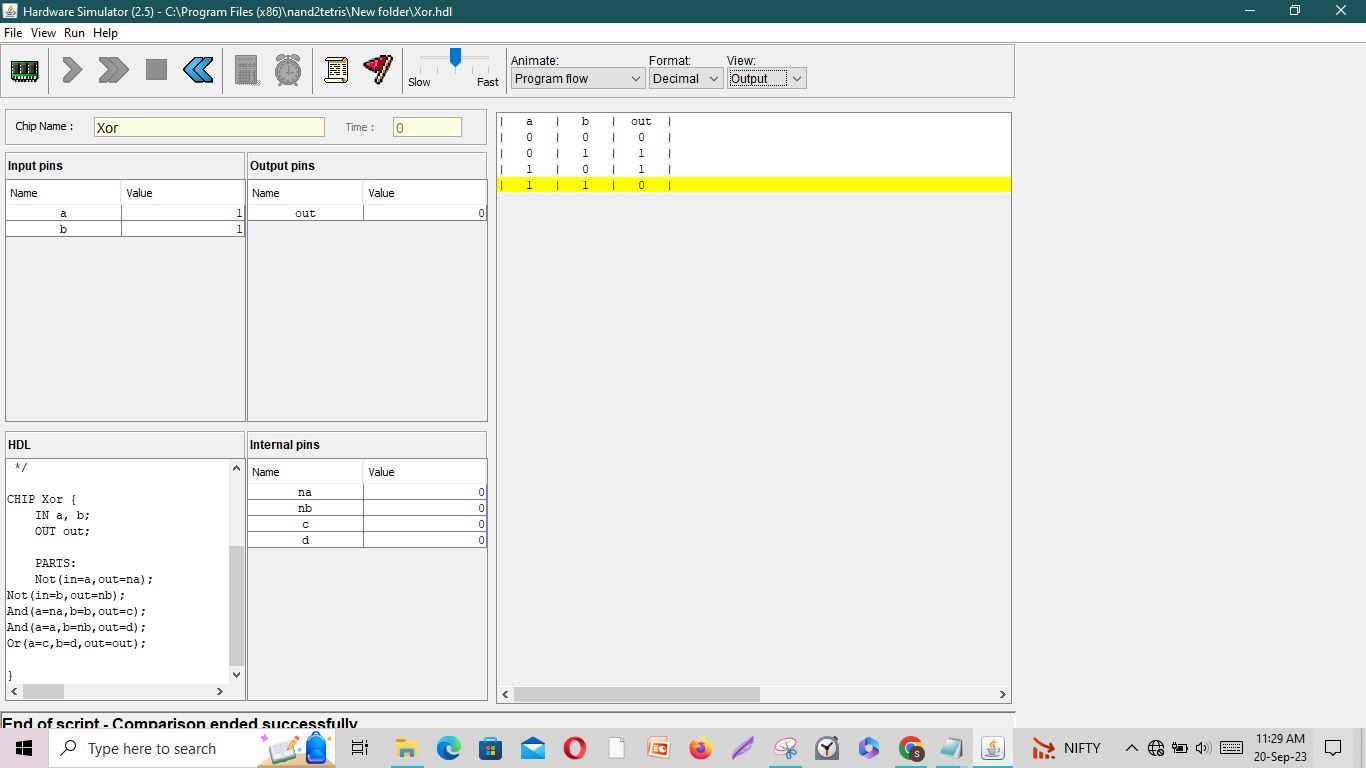 Hardware Simulator (2.5) - C:\Program Files (x86)\nand2tetris\New folder\Xor.hdl
File View Run Help
Slow Fast
Animate: Format: View:
Program flow Decimal Output
Chip Name : Xor Time : 0
Input pins Output pins
Name Value Name Value
a 1 out 0
b 1
| a | b | out |
| 0 | 0 | 0 |
| 0 | 1 | 1 |
| 1 | 0 | 1 |
| 1 | 1 | 0 |
HDL
*/
CHIP Xor {
IN a, b;
OUT out;
PARTS:
Not(in=a,out=na);
Not(in=b,out=nb);
And(a=na,b=b,out=c);
And(a=a,b=nb,out=d);
Or(a=c,b=d,out=out);
}
Internal pins
Name Value
na 0
nb 0
c 0
d 0
End of script - Comparison ended successfully
Type here to search
S
NIFTY
11:29 AM
20-Sep-23